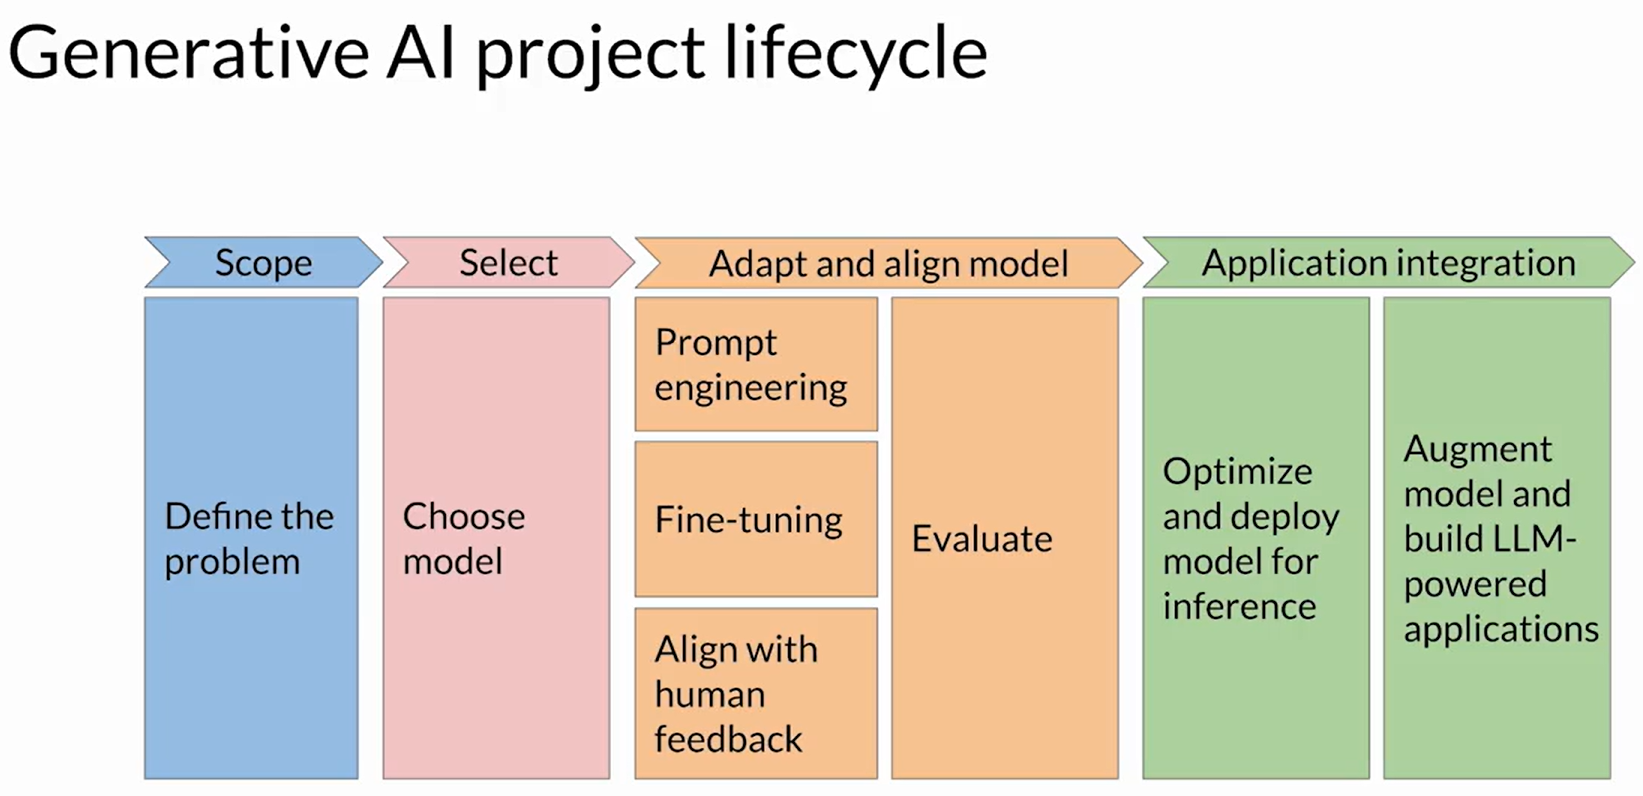 Generative AI project lifecycle
Scope
Select
Adapt and align model
Application integration
Define the
problem
Choose
model
Prompt
engineering
Fine-tuning
Align with
human
feedback
Evaluate
Optimize
and deploy
model for
inference
Augment
model and
build LLM-
powered
applications